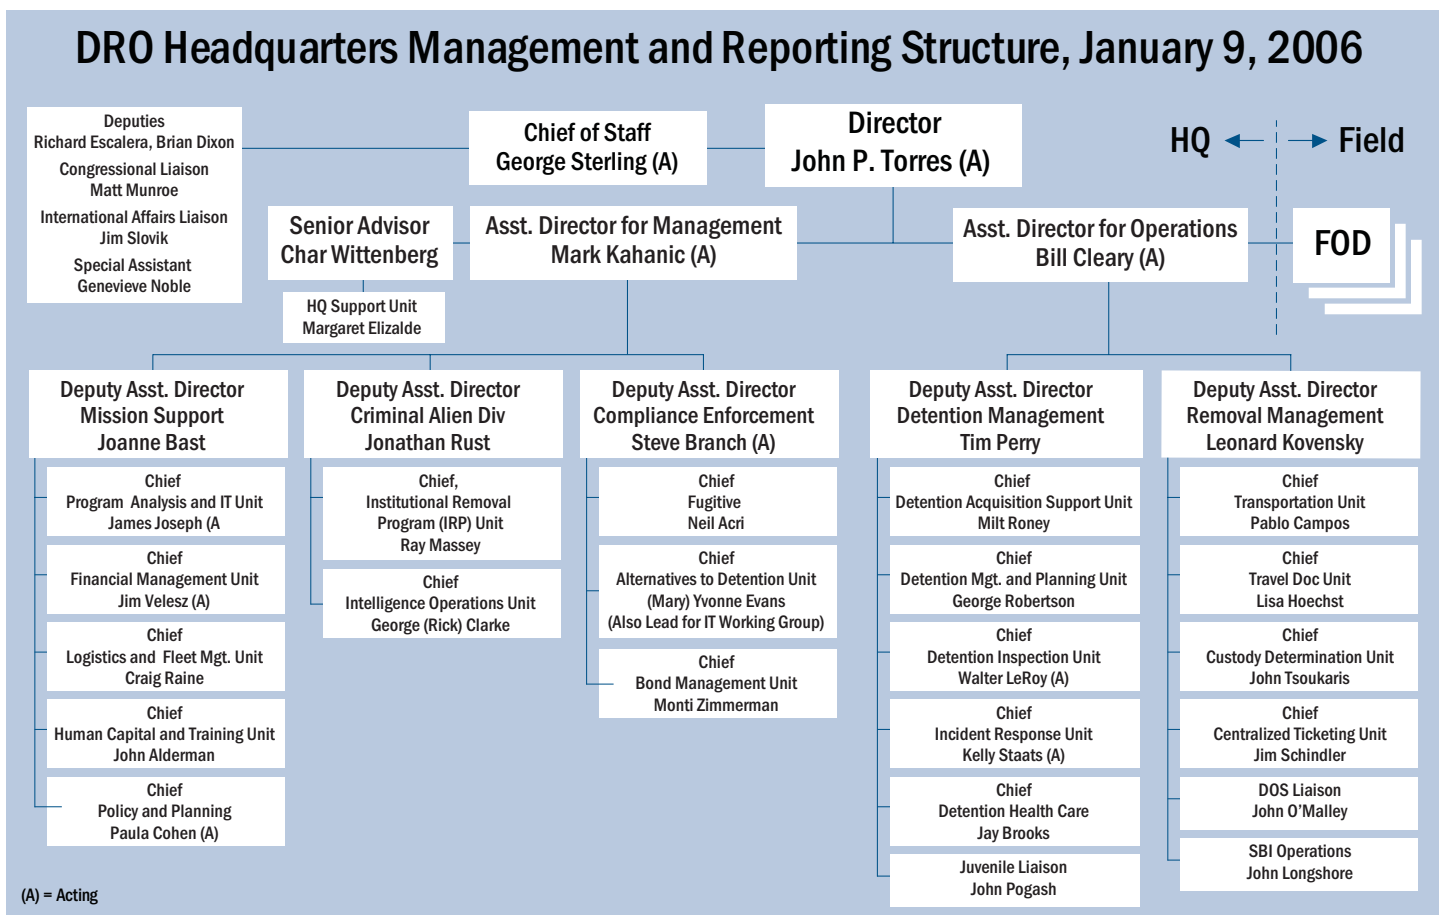 DRO Headquarters Management and Reporting Structure, January 9, 2006
Deputies
Richard Escalera, Brian Dixon
Congressional Liaison
Matt Munroe
International Affairs Liaison
Jim Slovik
Special Assistant
Genevieve Noble
Chief of Staff
George Sterling (A)
Director
John P. Torres (A)
HQ
Field
Senior Advisor
Char Wittenberg
HQ Support Unit
Margaret Elizalde
Asst. Director for Management
Mark Kahanic (A)
Asst. Director for Operations
Bill Cleary (A)
FOD
Deputy Asst. Director
Mission Support
Joanne Bast
Chief
Program Analysis and IT Unit
James Joseph (A
Chief
Financial Management Unit
Jim Velesz (A)
Chief
Logistics and Fleet Mgt. Unit
Craig Raine
Chief
Human Capital and Training Unit
John Alderman
Chief
Policy and Planning
Paula Cohen (A)
Deputy Asst. Director
Criminal Alien Div
Jonathan Rust
Chief,
Institutional Removal
Program (IRP) Unit
Ray Massey
Chief
Intelligence Operations Unit
George (Rick) Clarke
Deputy Asst. Director
Compliance Enforcement
Steve Branch (A)
Chief
Fugitive
Neil Acri
Chief
Alternatives to Detention Unit
(Mary) Yvonne Evans
(Also Lead for IT Working Group)
Chief
Bond Management Unit
Monti Zimmerman
Deputy Asst. Director
Detention Management
Tim Perry
Chief
Detention Acquisition Support Unit
Milt Roney
Chief
Detention Mgt. and Planning Unit
George Robertson
Chief
Detention Inspection Unit
Walter LeRoy (A)
Chief
Incident Response Unit
Kelly Staats (A)
Chief
Detention Health Care
Jay Brooks
Juvenile Liaison
John Pogash
Deputy Asst. Director
Removal Management
Leonard Kovensky
Chief
Transportation Unit
Pablo Campos
Chief
Travel Doc Unit
Lisa Hoechst
Chief
Custody Determination Unit
John Tsoukaris
Chief
Centralized Ticketing Unit
Jim Schindler
DOS Liaison
John O’Malley
SBI Operations
John Longshore
(A) = Acting